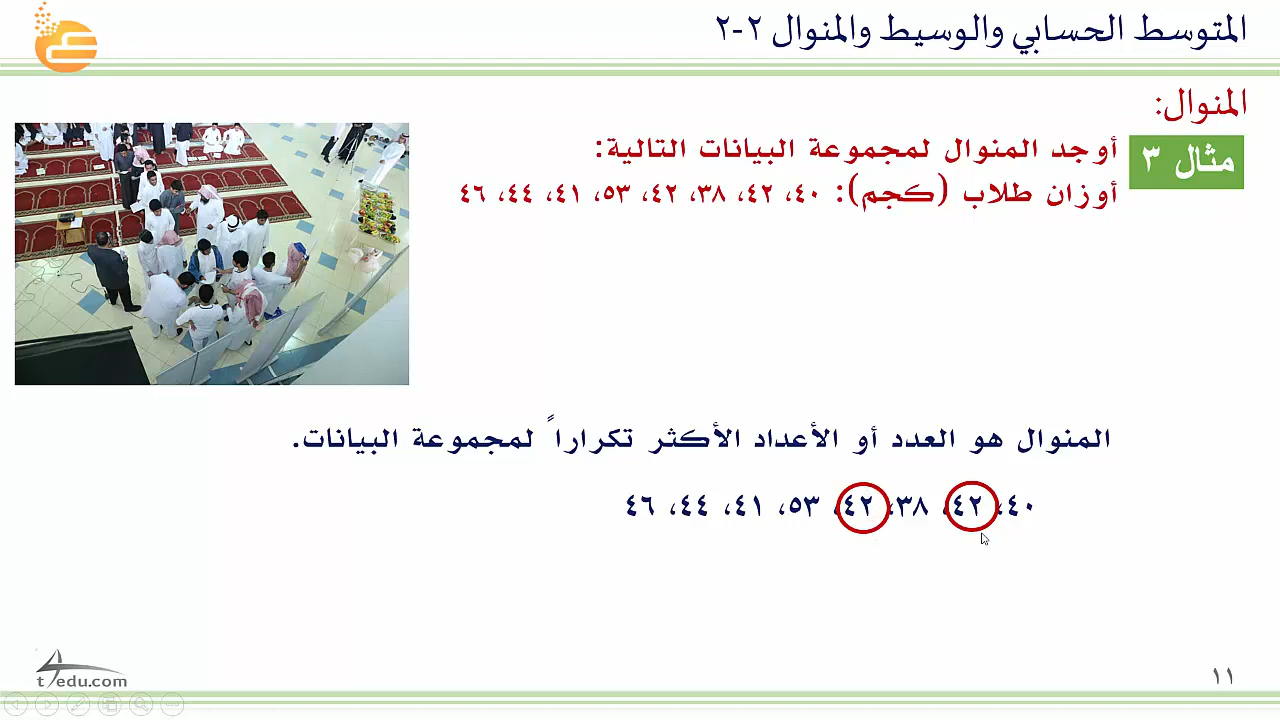 المتوسط الحسابي والوسيط والمنوال ٢-٢
المنوال:
مثال ٣
أوجد المنوال لمجموعة البيانات التالية:
أوزان طلاب (كجم): ٤٠، ٤٢، ٣٨، ٤٢، ٥٣، ٤١، ٤٤، ٤٦
المنوال هو العدد أو الأعداد الأكثر تكراراً لمجموعة البيانات.
٤٠، ٤٢، ٣٨، ٤٢، ٥٣، ٤١، ٤٤، ٤٦
t4edu.com
١١